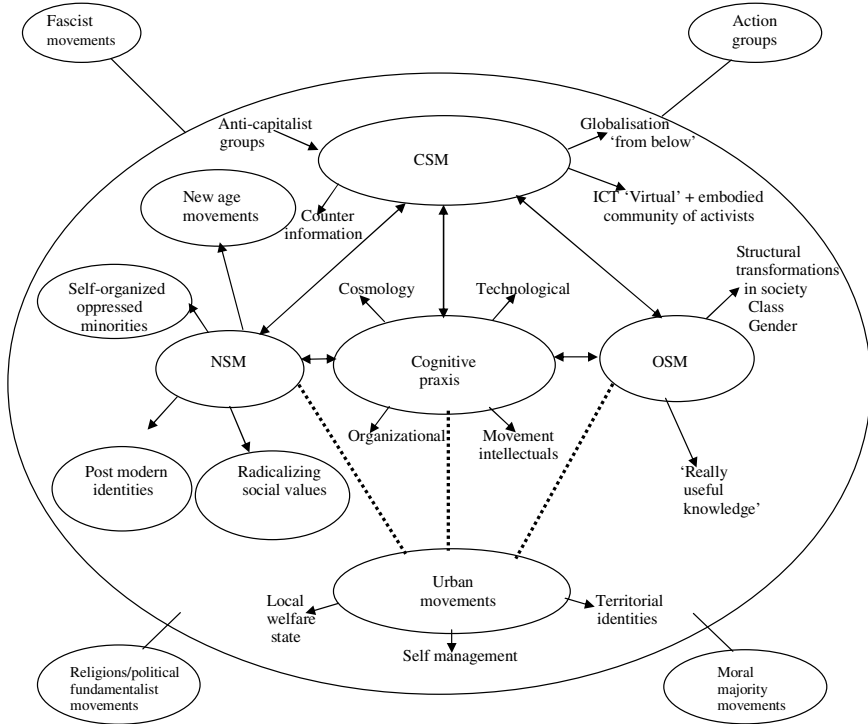 Fascist
movements
Action
groups
Anti-capitalist
groups
CSM
Globalisation
‘from below’
ICT ‘Virtual’ + embodied
community of activists
New age
movements
Counter
information
Structural
transformations
in society
Class
Gender
Self-organized
oppressed
minorities
Cosmology
Technological
NSM
Cognitive
praxis
OSM
Organizational
Movement
intellectuals
Post modern
identities
Radicalizing
social values
‘Really
useful
knowledge’
Urban
movements
Local
welfare
state
Territorial
identities
Self management
Religions/political
fundamentalist
movements
Moral
majority
movements